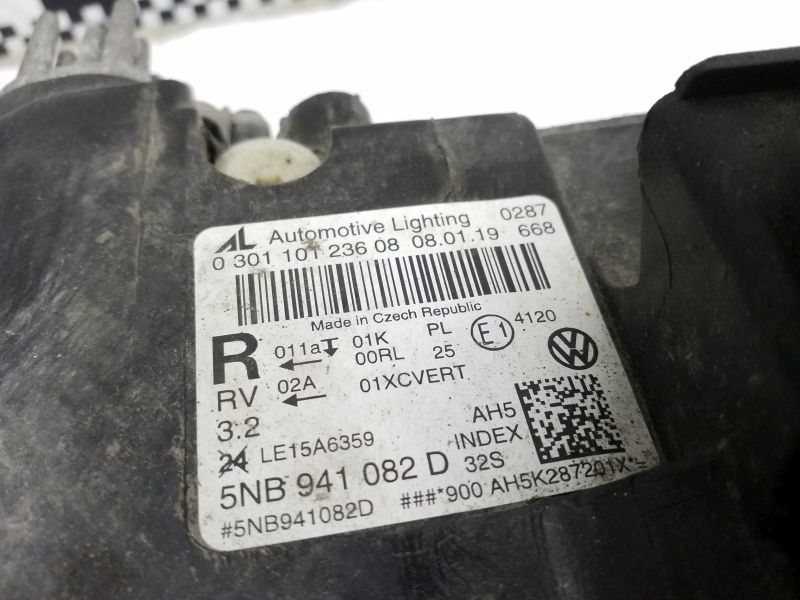 AL Automotive Lighting 0287
0 301 101 236 08 08.01.19 668
Made in Czech Republic
R 011a 01K PL E1 4120
00RL 25
RV 02A 01XCVERT
3.2 AH5
24 LE15A6359 INDEX
5NB 941 082 D 32S
#5NB941082D ###*900 AH5K287201X*=